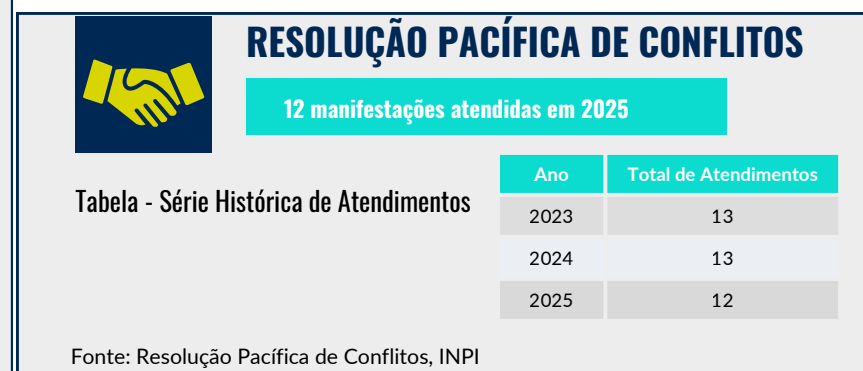 RESOLUÇÃO PACÍFICA DE CONFLITOS
12 manifestações atendidas em 2025
Tabela - Série Histórica de Atendimentos
Ano Total de Atendimentos
2023 13
2024 13
2025 12
Fonte: Resolução Pacífica de Conflitos, INPI